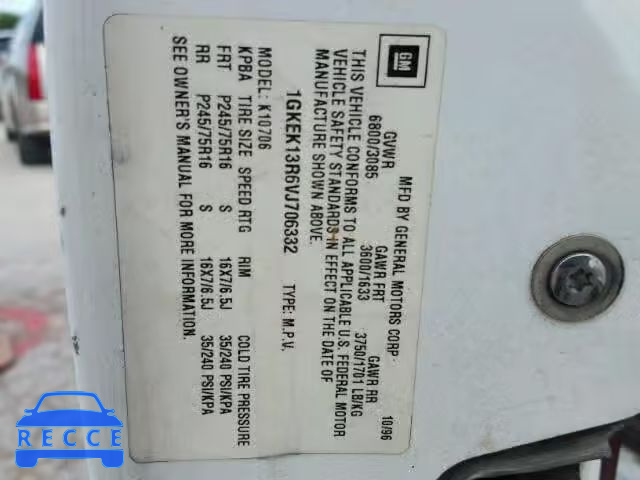 GM
MFD BY GENERAL MOTORS CORP 10/96
GVWR GAWR FRT GAWR RR
6800/3085 3600/1633 3750/1701 LB/KG
THIS VEHICLE CONFORMS TO ALL APPLICABLE U.S. FEDERAL MOTOR
VEHICLE SAFETY STANDARDS IN EFFECT ON THE DATE OF
MANUFACTURE SHOWN ABOVE.
1GKEK13R6VJ706332 TYPE: M.P.V.
MODEL: K10706
KPBA TIRE SIZE SPEED RTG RIM COLD TIRE PRESSURE
FRT P245/75R16 S 16X7/6.5J 35/240 PSI/KPA
RR P245/75R16 S 16X7/6.5J 35/240 PSI/KPA
SEE OWNER'S MANUAL FOR MORE INFORMATION.
RECCE